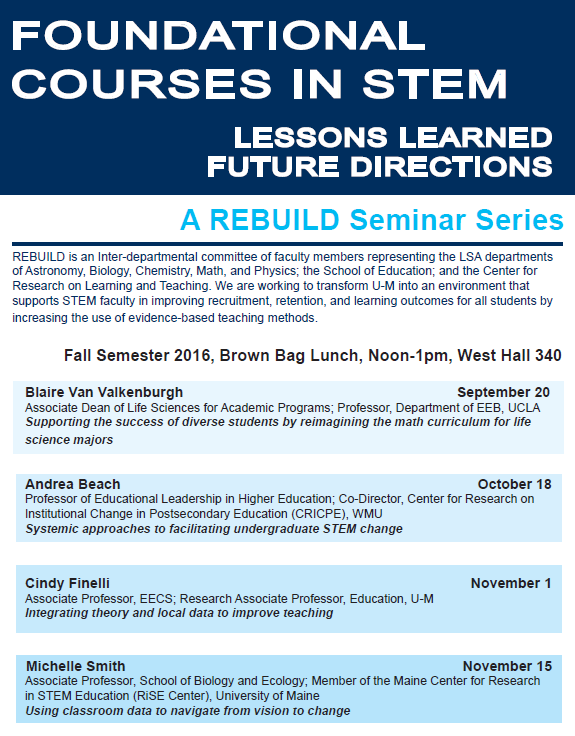 FOUNDATIONAL
COURSES IN STEM
LESSONS LEARNED
FUTURE DIRECTIONS
A REBUILD Seminar Series
REBUILD is an Inter-departmental committee of faculty members representing the LSA departments
of Astronomy, Biology, Chemistry, Math, and Physics; the School of Education; and the Center for
Research on Learning and Teaching. We are working to transform U-M into an environment that
supports STEM faculty in improving recruitment, retention, and learning outcomes for all students by
increasing the use of evidence-based teaching methods.
Fall Semester 2016, Brown Bag Lunch, Noon-1pm, West Hall 340
Blaire Van Valkenburgh September 20
Associate Dean of Life Sciences for Academic Programs; Professor, Department of EEB, UCLA
Supporting the success of diverse students by reimagining the math curriculum for life
science majors
Andrea Beach October 18
Professor of Educational Leadership in Higher Education; Co-Director, Center for Research on
Institutional Change in Postsecondary Education (CRICPE), WMU
Systemic approaches to facilitating undergraduate STEM change
Cindy Finelli November 1
Associate Professor, EECS; Research Associate Professor, Education, U-M
Integrating theory and local data to improve teaching
Michelle Smith November 15
Associate Professor, School of Biology and Ecology; Member of the Maine Center for Research
in STEM Education (RiSE Center), University of Maine
Using classroom data to navigate from vision to change